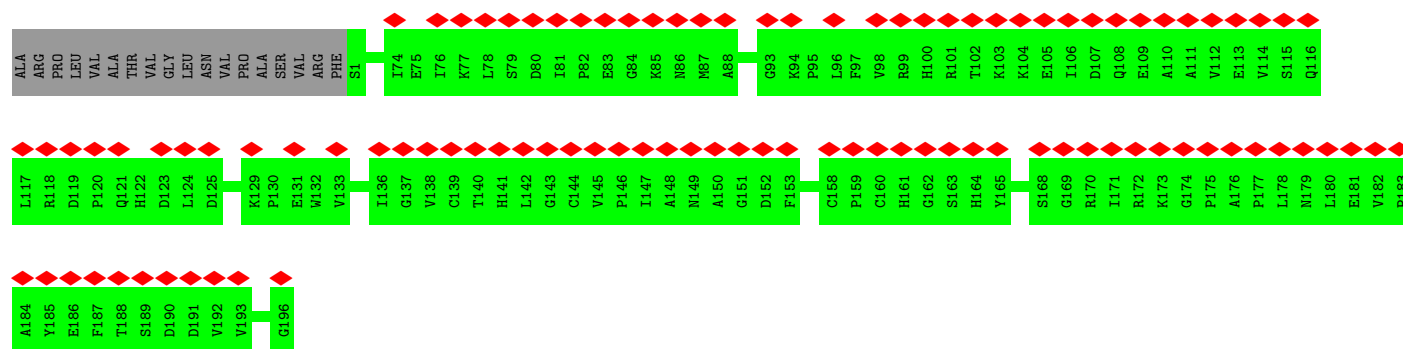 ALA ARG PRO LEU VAL ALA THR VAL GLY LEU ASN VAL PRO ALA SER VAL ARG PHE S1 I74 E75 I76 K77 L78 S79 D80 I81 P82 E83 G84 K85 N86 M87 A88 G93 K94 P95 L96 F97 V98 R99 H100 R101 T102 K103 K104 E105 I106 D107 Q108 E109 A110 A111 V112 E113 V114 S115 Q116
L117 R118 D119 P120 Q121 H122 D123 L124 D125 K129 P130 E131 W132 V133 I136 G137 V138 C139 T140 H141 L142 G143 C144 V145 P146 I147 A148 N149 A150 G151 D152 F153 C158 P159 C160 H161 G162 S163 H164 Y165 S168 G169 R170 I171 R172 K173 G174 P175 A176 P177 L178 N179 L180 E181 V182
A184 Y185 E186 F187 T188 S189 D190 D191 V192 V193 G196